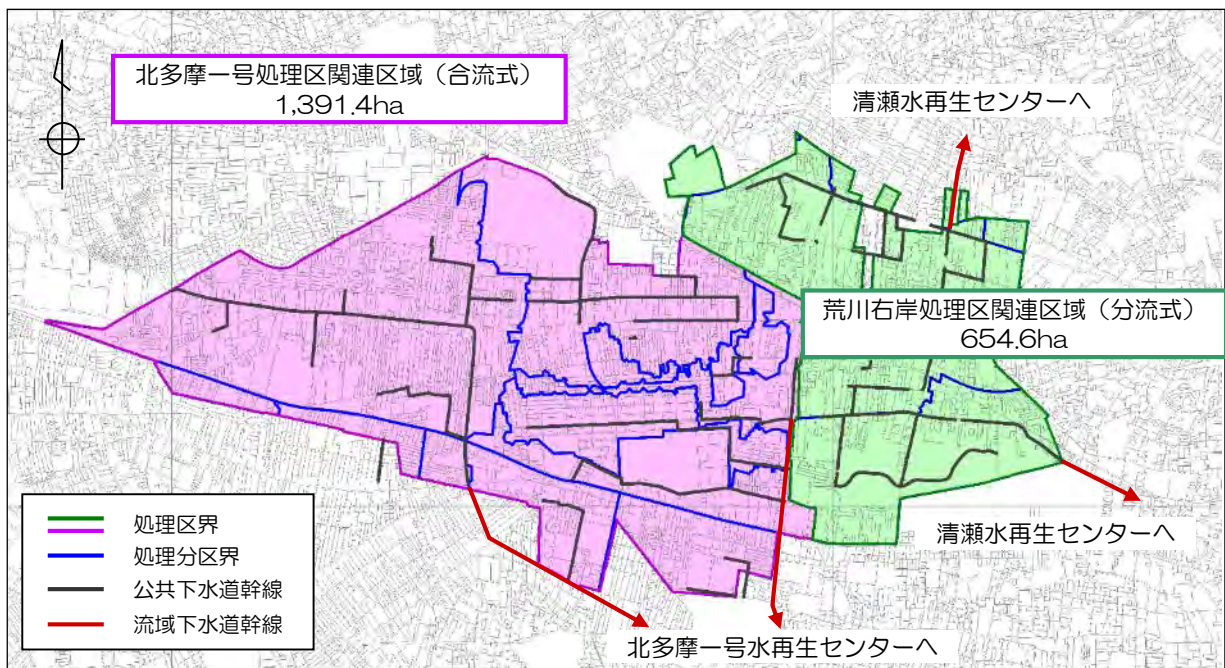 北多摩一号処理区関連区域（合流式）
1,391.4ha
清瀬水再生センターへ
荒川右岸処理区関連区域（分流式）
654.6ha
処理区界
処理分区界
公共下水道幹線
流域下水道幹線
清瀬水再生センターへ
北多摩一号水再生センターへ